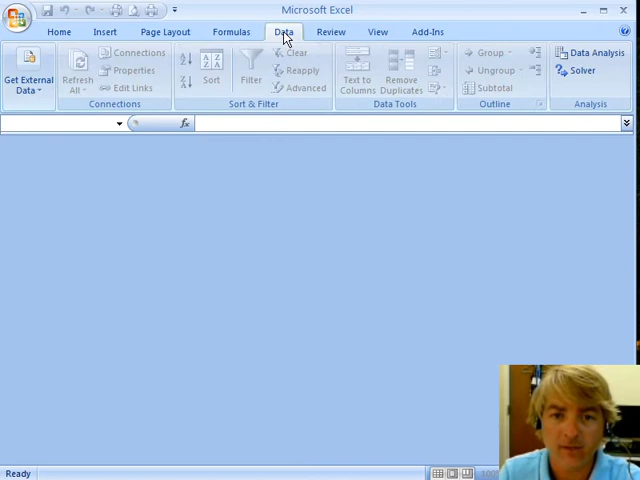 Microsoft Excel
Home Insert Page Layout Formulas Data Review View Add-Ins
Get External Data
Refresh All
Connections
Properties
Edit Links
Connections
Sort
Filter
Clear
Reapply
Advanced
Sort & Filter
Text to Columns
Remove Duplicates
Data Tools
Group
Ungroup
Subtotal
Outline
Data Analysis
Solver
Analysis
fx
Ready
100